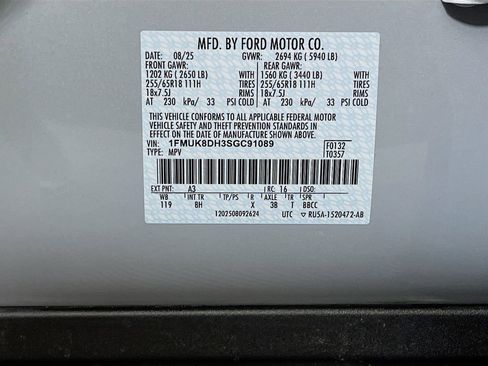 MFD. BY FORD MOTOR CO.
DATE: 08/25 GVWR: 2694 KG ( 5940 LB)
FRONT GAWR: REAR GAWR:
1202 KG ( 2650 LB) WITH 1560 KG ( 3440 LB) WITH
255/65R18 111H TIRES 255/65R18 111H TIRES
18x7.5J RIMS 18x7.5J RIMS
AT 230 kPa/ 33 PSI COLD AT 230 kPa/ 33 PSI COLD
THIS VEHICLE CONFORMS TO ALL APPLICABLE FEDERAL MOTOR
VEHICLE SAFETY AND THEFT PREVENTION STANDARDS IN
EFFECT ON THE DATE OF MANUFACTURE SHOWN ABOVE.
VIN: 1FMUK8DH3SGC91089 F0132
TYPE: MPV T0357
EXT PNT: A3 RC: 16 DSO:
WB INT TR TP/PS R AXLE TR SPR
119 8H X 38 T BBCC
1202508092624 UTC RU5A-1520472-AB